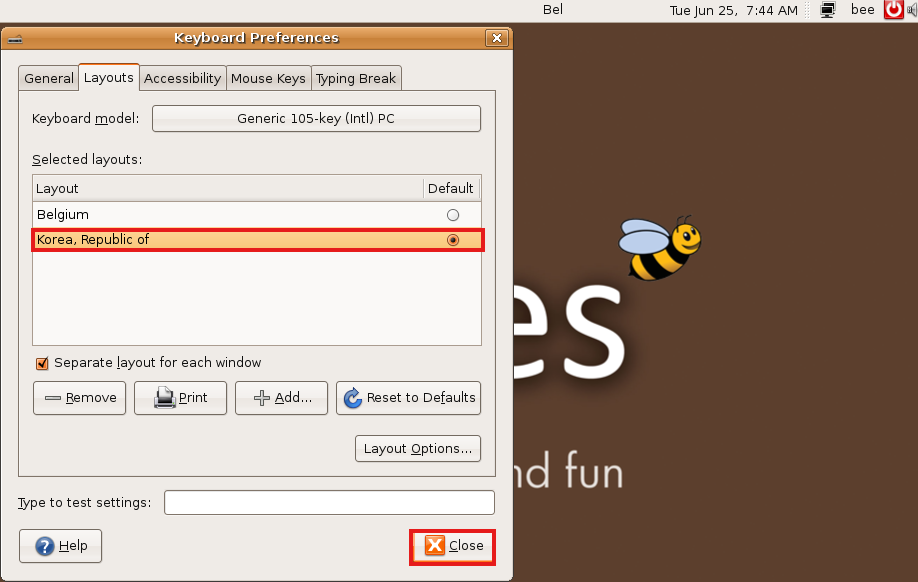 Bel Tue Jun 25, 7:44 AM bee
Keyboard Preferences
General Layouts Accessibility Mouse Keys Typing Break
Keyboard model: Generic 105-key (Intl) PC
Selected layouts:
Layout Default
Belgium
Korea, Republic of
Separate layout for each window
Remove Print Add... Reset to Defaults
Layout Options...
Type to test settings:
Help Close
es
nd fun